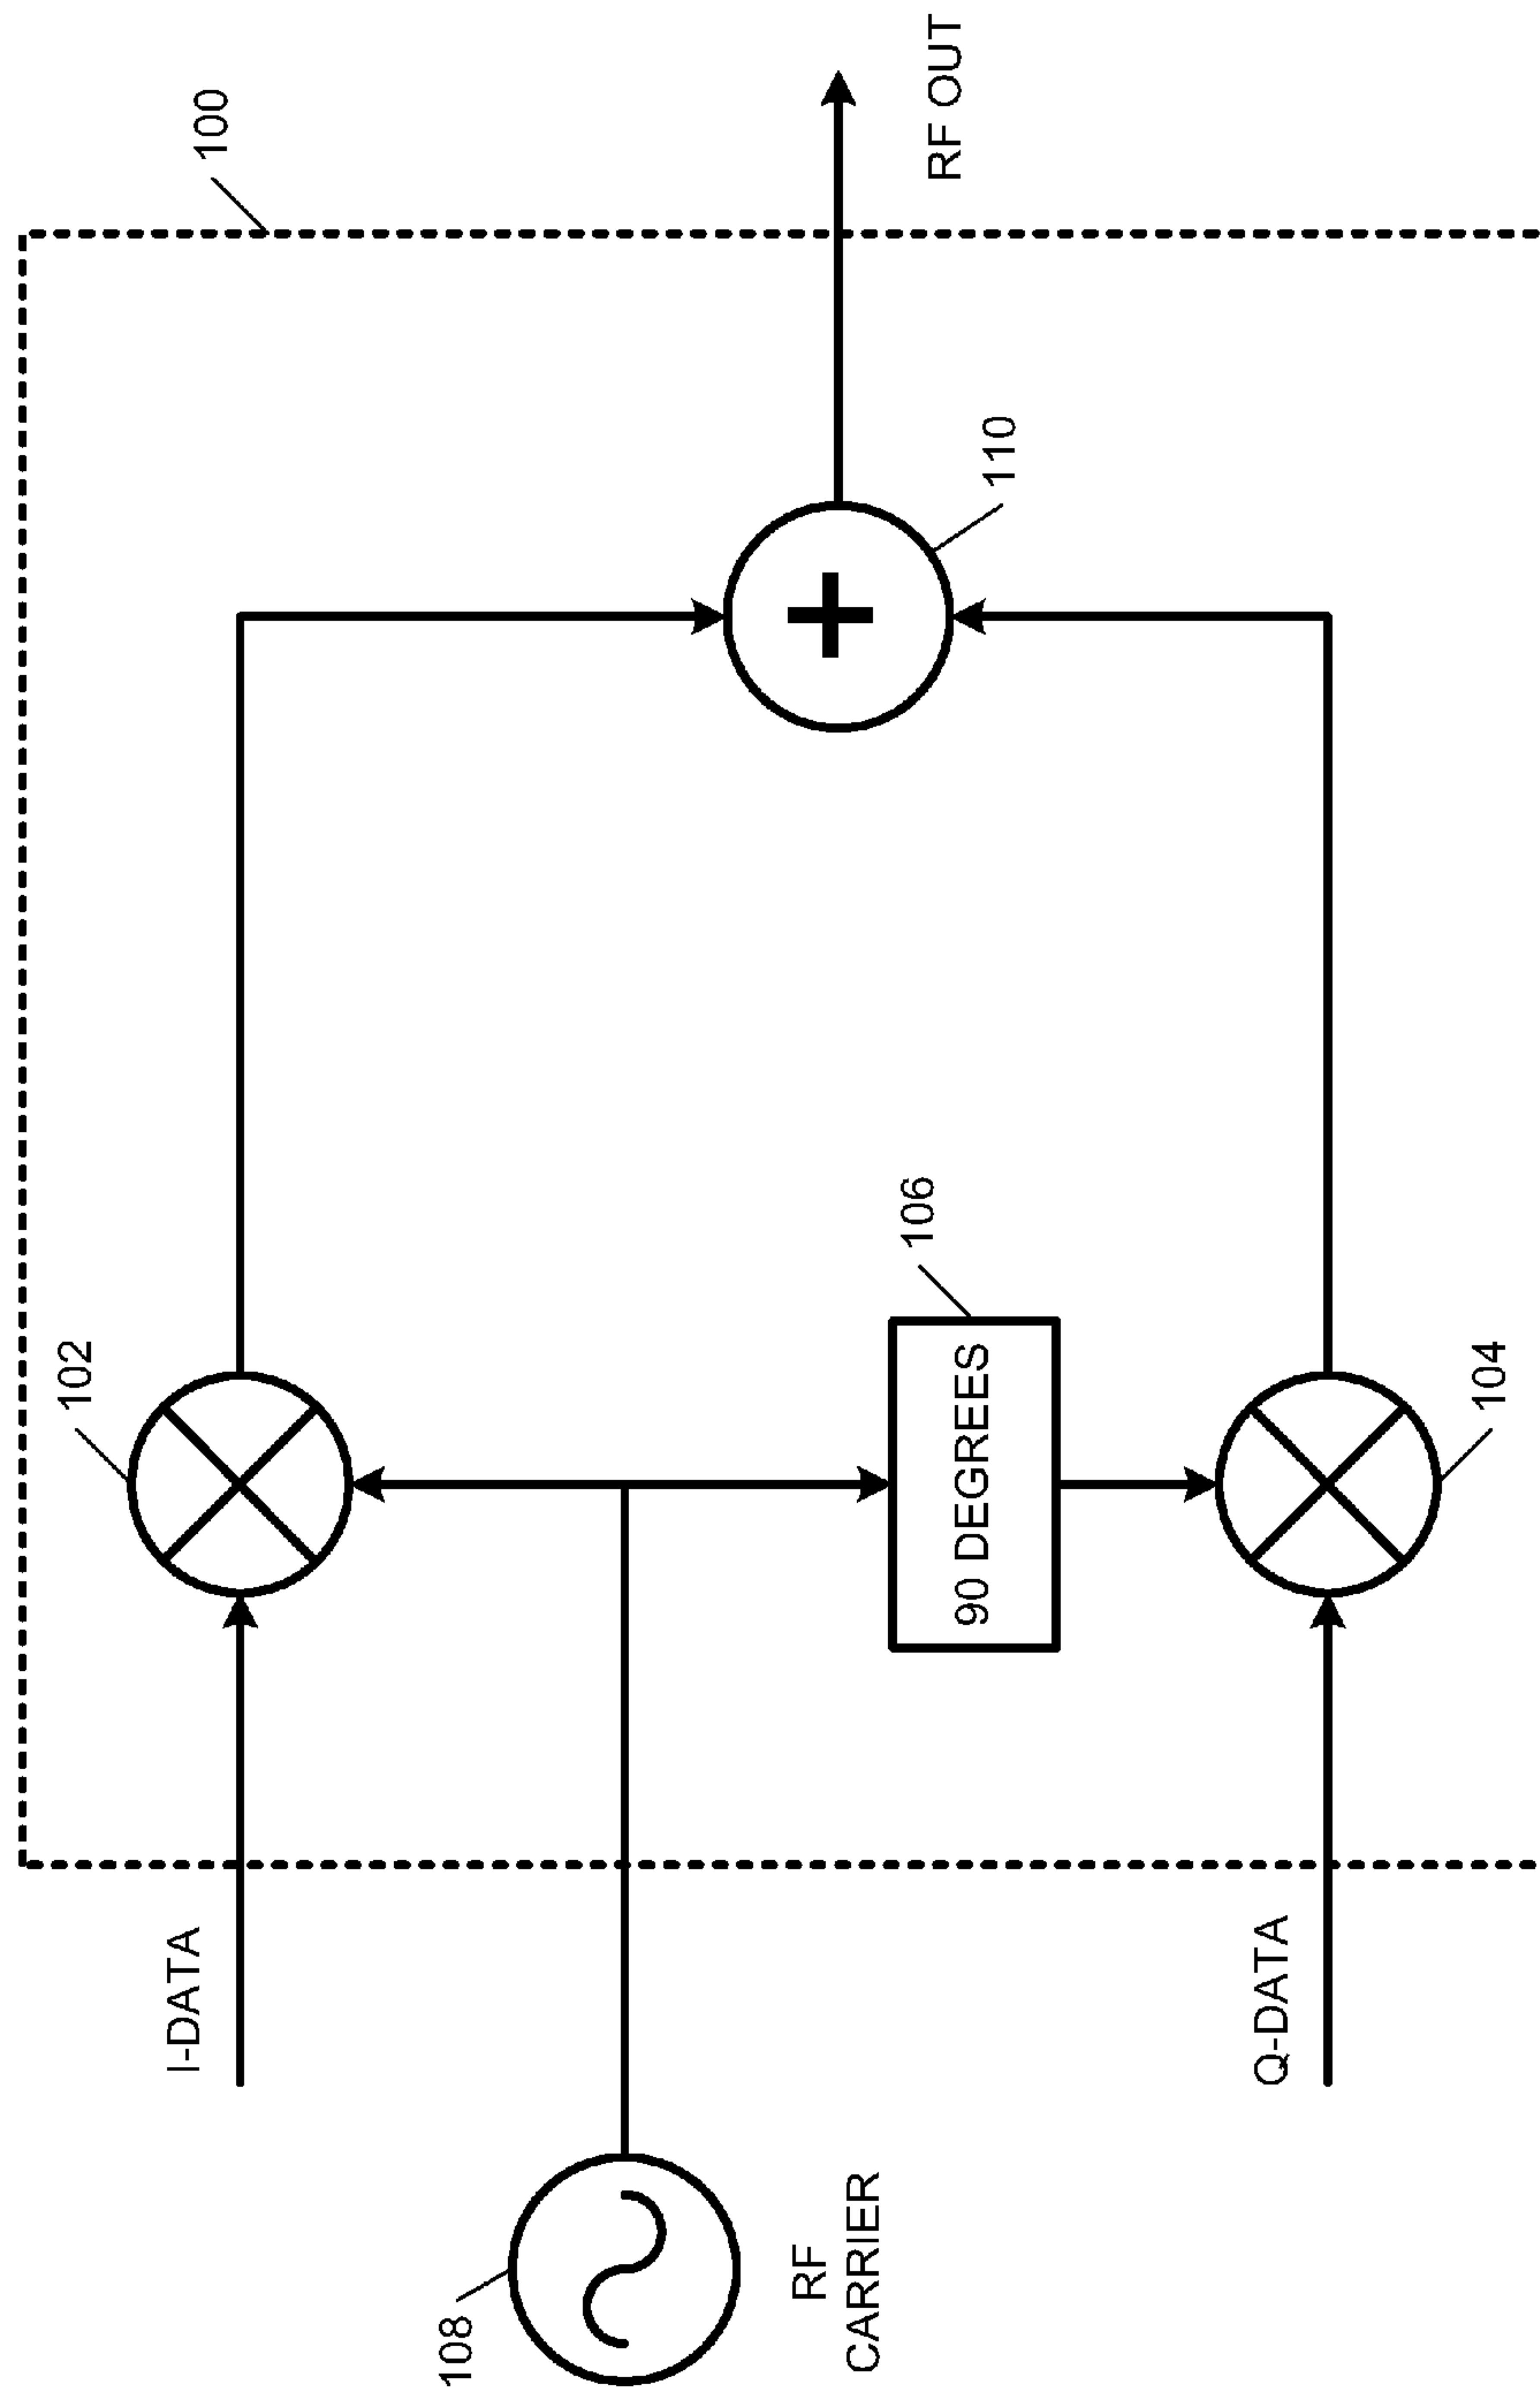 100
102
I-DATA
108
RF
CARRIER
90 DEGREES
106
110
RF OUT
Q-DATA
104